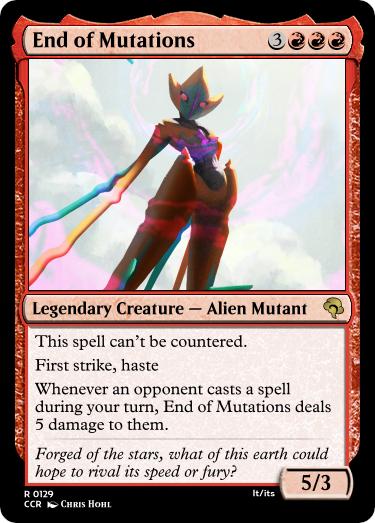 End of Mutations 3
Legendary Creature — Alien Mutant
This spell can't be countered.
First strike, haste
Whenever an opponent casts a spell
during your turn, End of Mutations deals
5 damage to them.
Forged of the stars, what of this earth could
hope to rival its speed or fury?
5/3
R 0129 It/its
CCR Chris Hohl